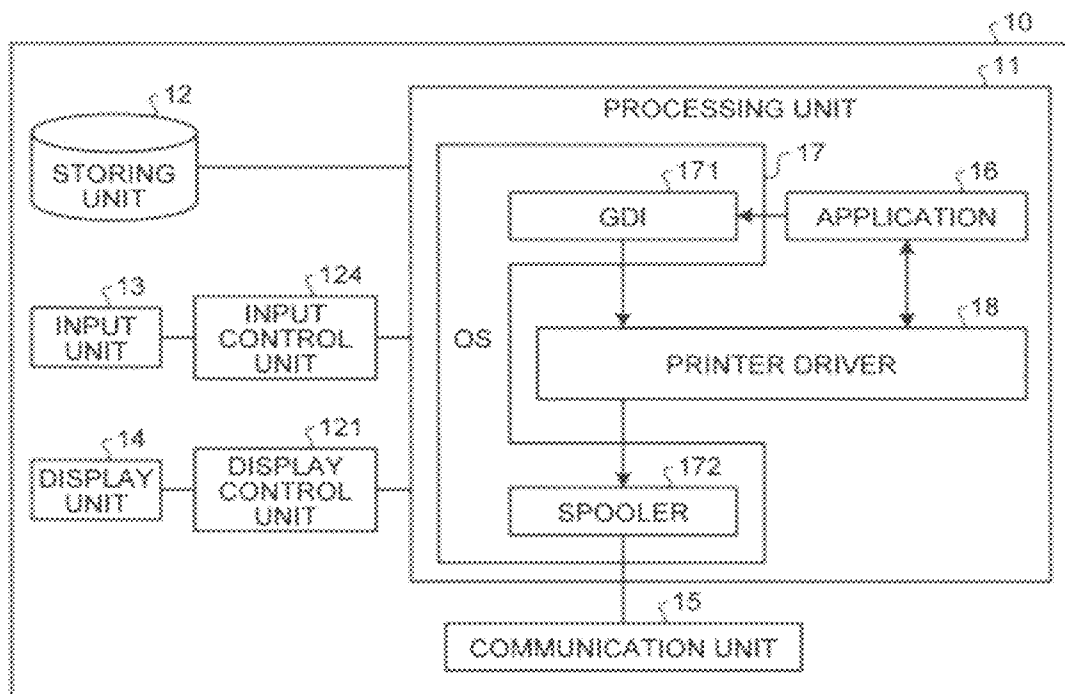 10
11
12
PROCESSING UNIT
STORING
UNIT
17
171
16
GDI
APPLICATION
13
124
INPUT
UNIT
INPUT
CONTROL
UNIT
OS
18
PRINTER DRIVER
14
121
DISPLAY
UNIT
DISPLAY
CONTROL
UNIT
172
SPOOLER
15
COMMUNICATION UNIT